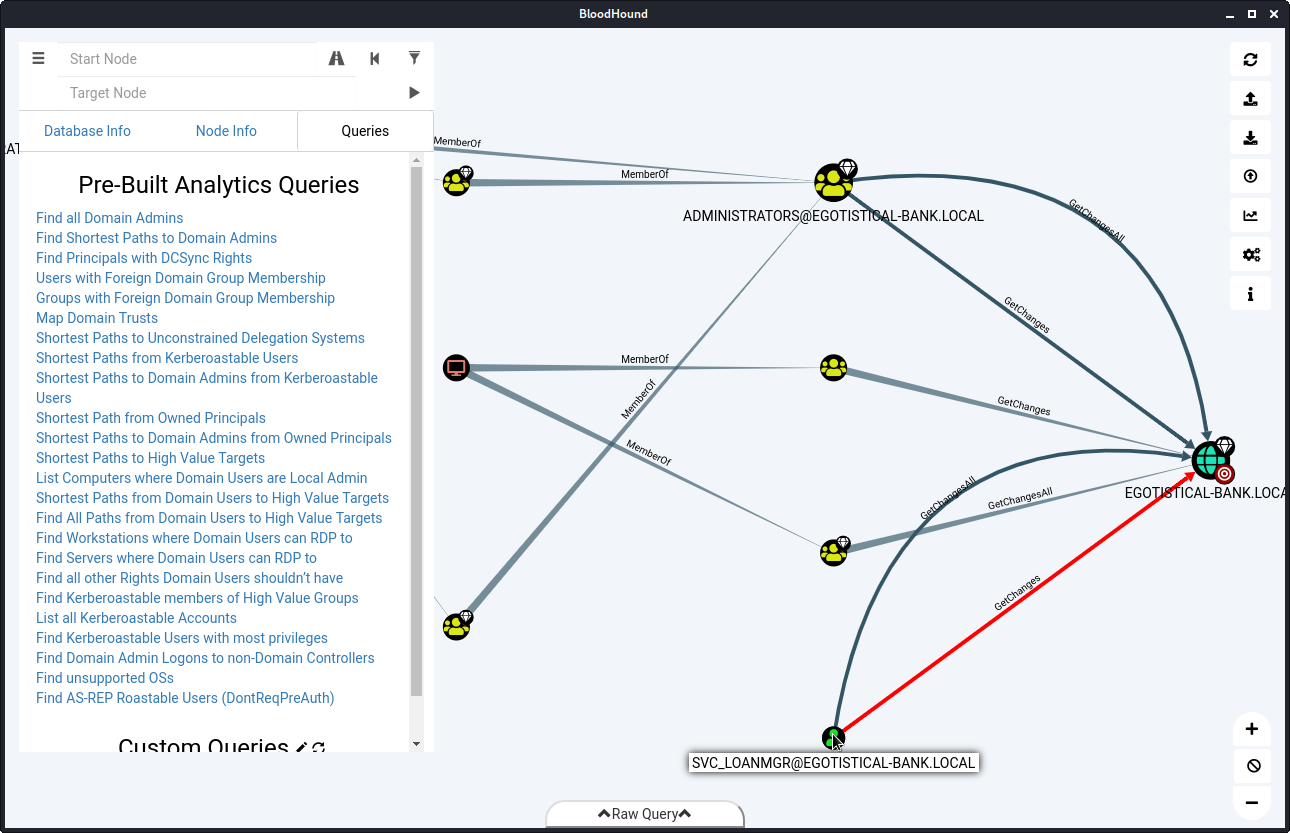 BloodHound
Start Node
Target Node
Database Info
Node Info
Queries
Pre-Built Analytics Queries
Find all Domain Admins
Find Shortest Paths to Domain Admins
Find Principals with DCSync Rights
Users with Foreign Domain Group Membership
Groups with Foreign Domain Group Membership
Map Domain Trusts
Shortest Paths to Unconstrained Delegation Systems
Shortest Paths from Kerberoastable Users
Shortest Paths to Domain Admins from Kerberoastable
Users
Shortest Path from Owned Principals
Shortest Paths to Domain Admins from Owned Principals
Shortest Paths to High Value Targets
List Computers where Domain Users are Local Admin
Shortest Paths from Domain Users to High Value Targets
Find All Paths from Domain Users to High Value Targets
Find Workstations where Domain Users can RDP to
Find Servers where Domain Users can RDP to
Find all other Rights Domain Users shouldn't have
Find Kerberoastable members of High Value Groups
List all Kerberoastable Accounts
Find Kerberoastable Users with most privileges
Find Domain Admin Logons to non-Domain Controllers
Find unsupported OSs
Find AS-REP Roastable Users (DontReqPreAuth)
Custom Queries
MemberOf
MemberOf
ADMINISTRATORS@EGOTISTICAL-BANK.LOCAL
GetChangesAll
GetChanges
MemberOf
MemberOf
GetChanges
MemberOf
EGOTISTICAL-BANK.LOCA
GetChangesAll
GetChangesAll
GetChanges
SVC_LOANMGR@EGOTISTICAL-BANK.LOCAL
Raw Query